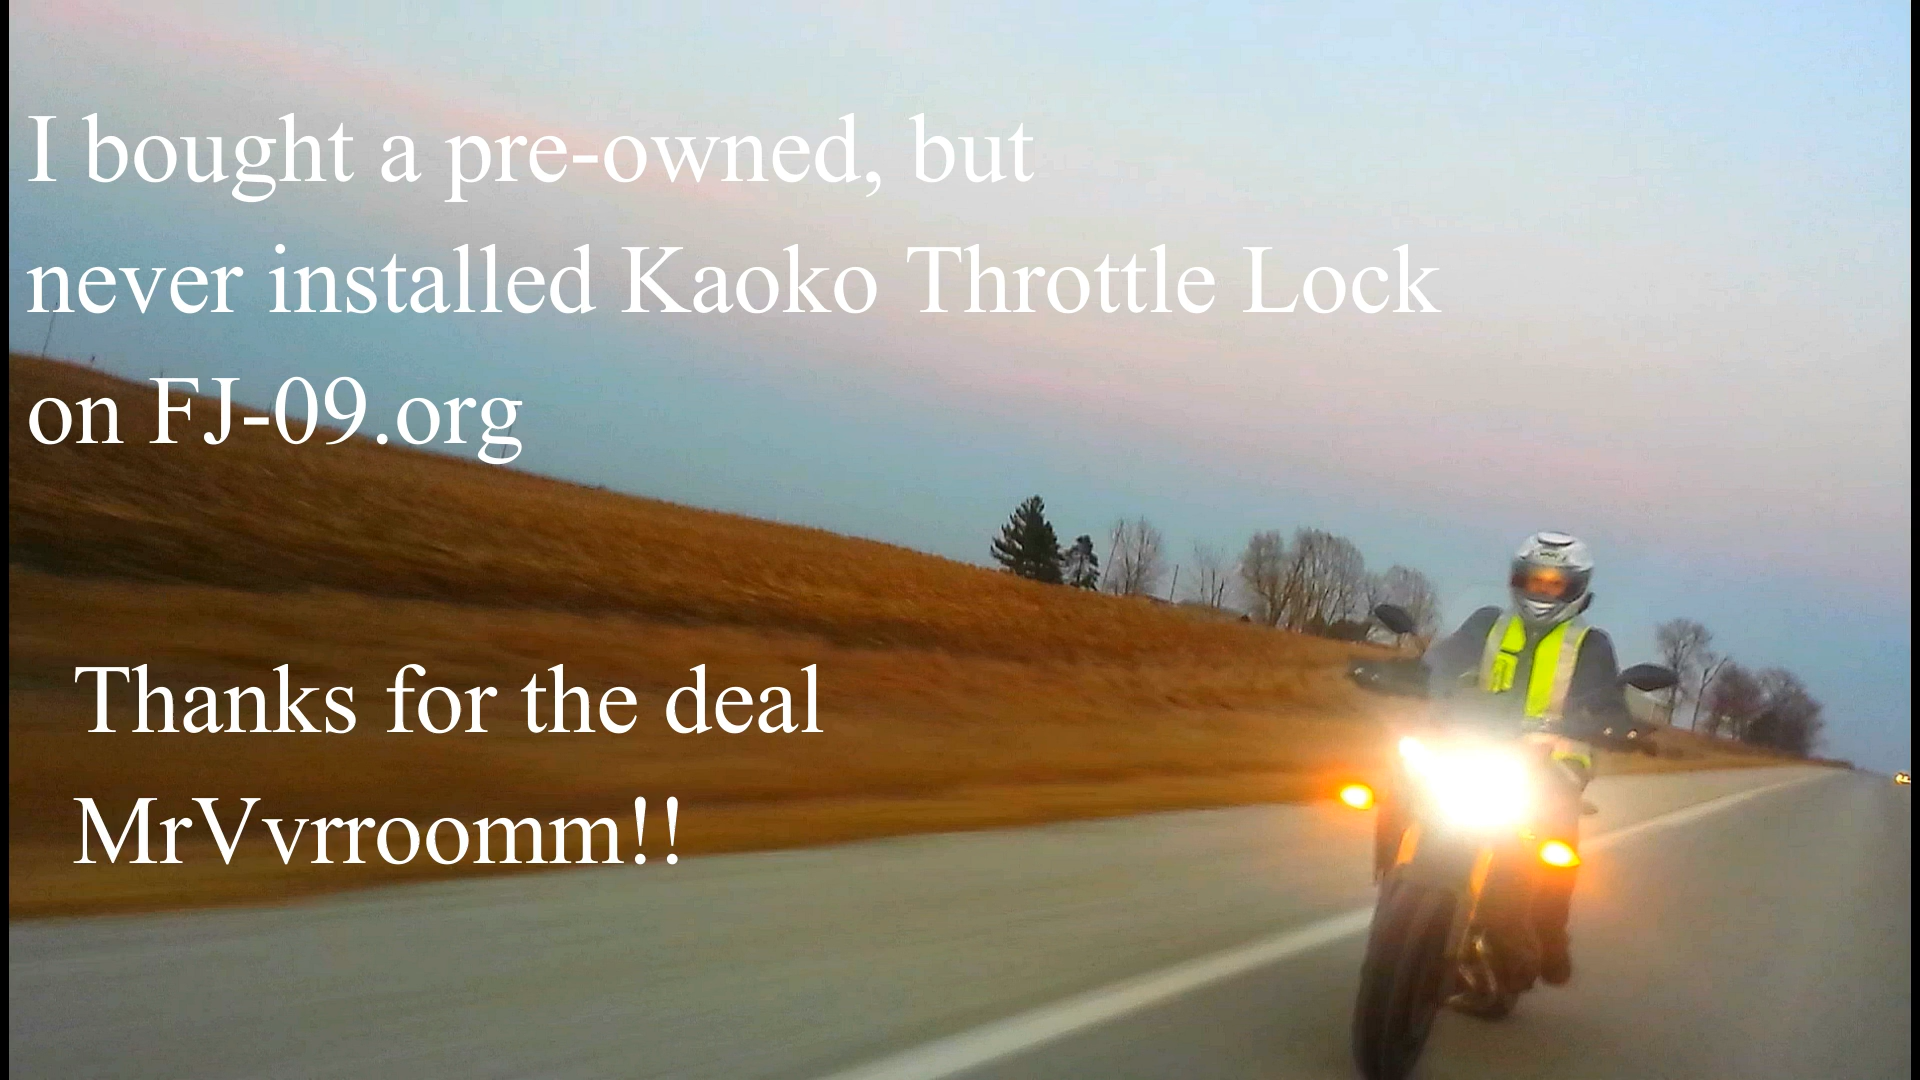 I bought a pre-owned, but
never installed Kaoko Throttle Lock
on FJ-09.org
Thanks for the deal
MrVvrroomm!!